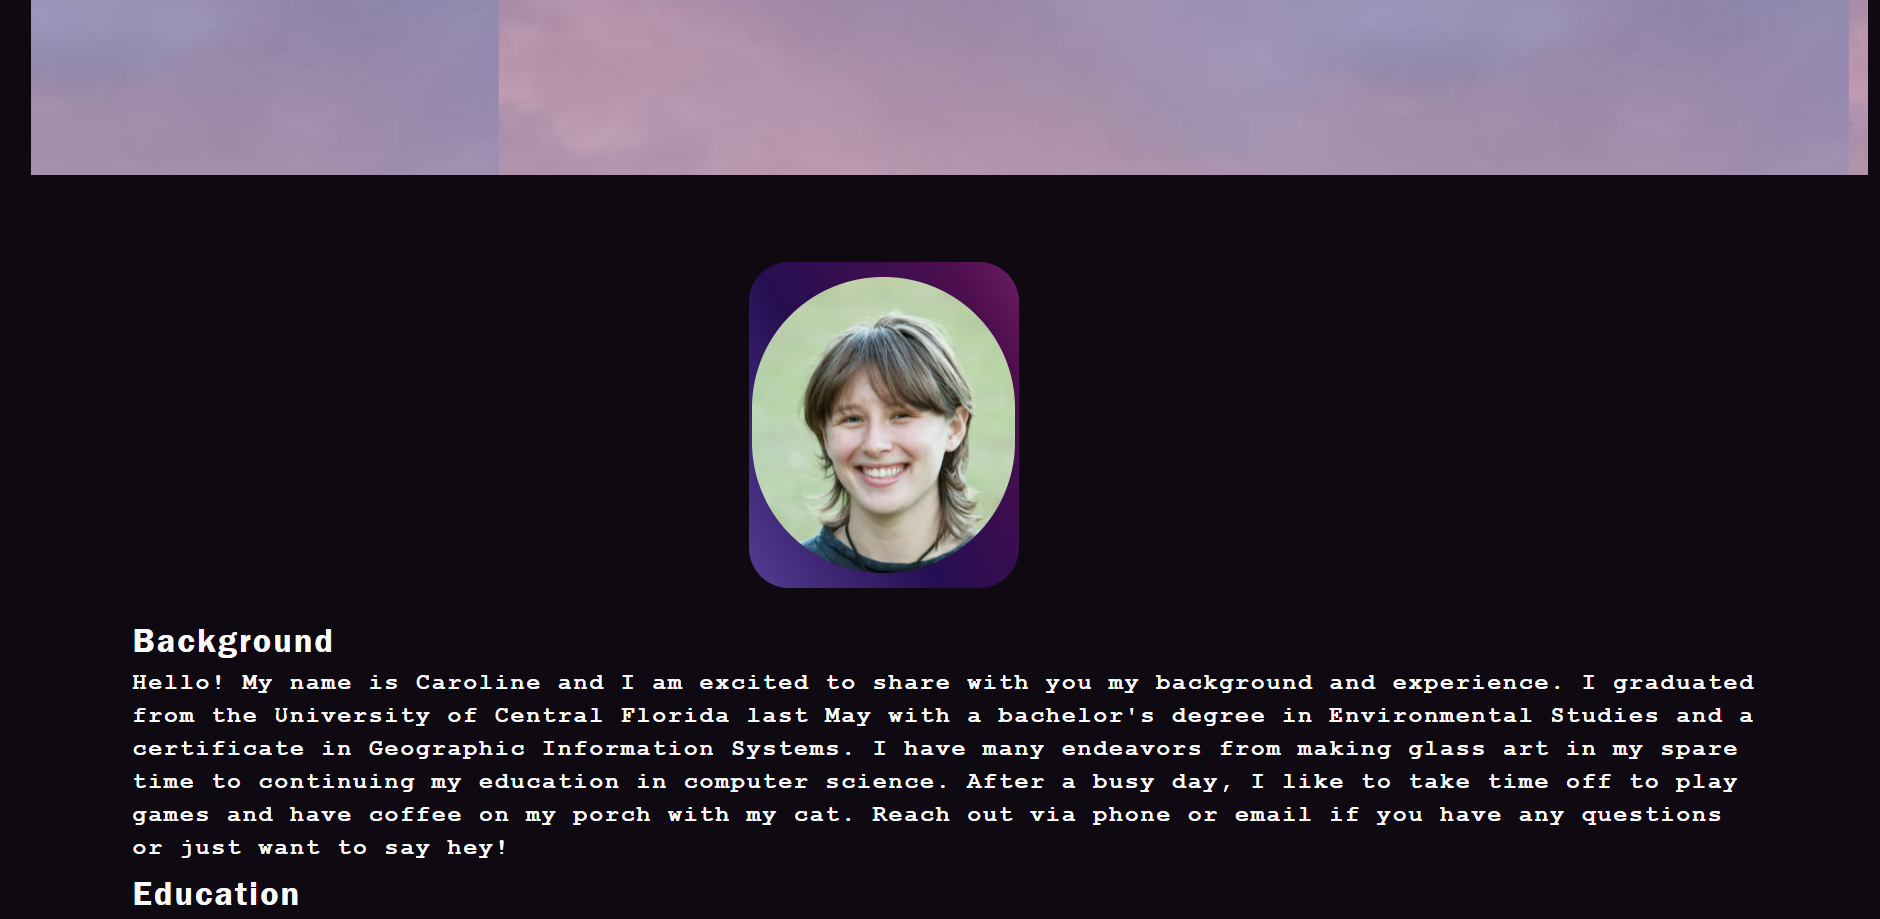 Background
Hello! My name is Caroline and I am excited to share with you my background and experience. I graduated
from the University of Central Florida last May with a bachelor's degree in Environmental Studies and a
certificate in Geographic Information Systems. I have many endeavors from making glass art in my spare
time to continuing my education in computer science. After a busy day, I like to take time off to play
games and have coffee on my porch with my cat. Reach out via phone or email if you have any questions
or just want to say hey!
Education